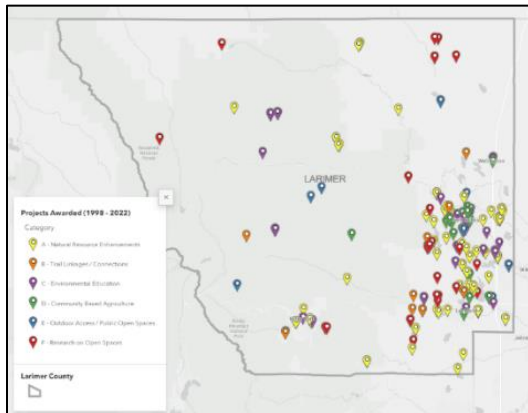 LARIMER
Projects Awarded (1998 - 2022)
Category
A - Natural Resource Enhancements
B - Trail Linkages / Connections
C - Environmental Education
D - Community Based Agriculture
E - Outdoor Access / Public Open Spaces
F - Research on Open Spaces
Larimer County